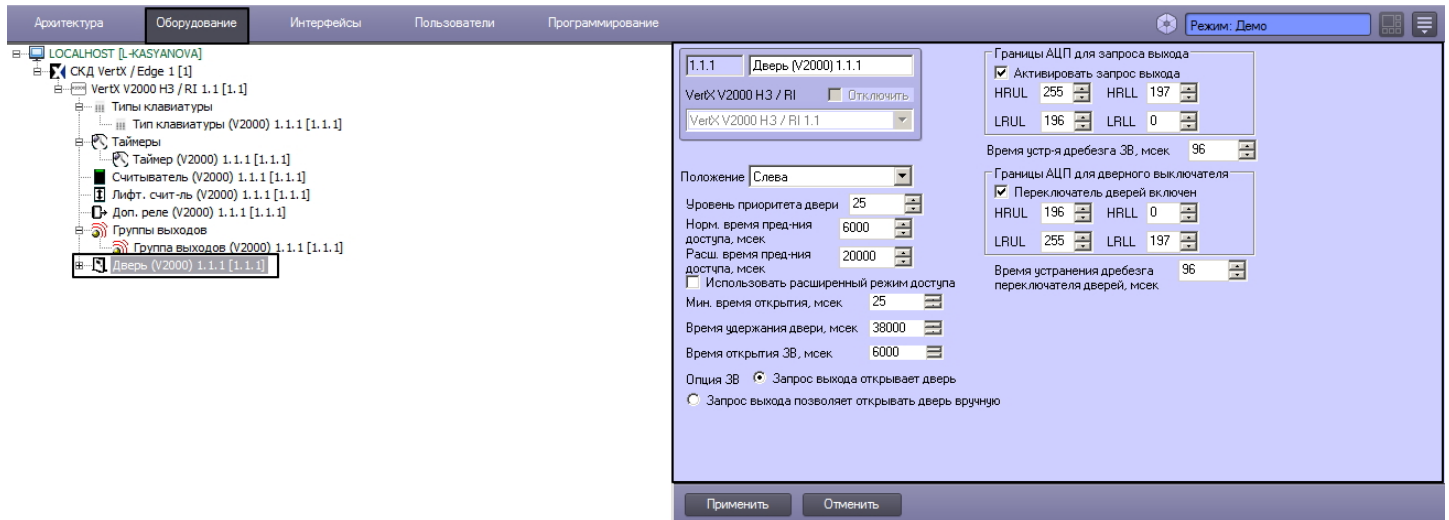 Архитектура Оборудование Интерфейсы Пользователи Программирование Режим: Демо
LOCALHOST [L-KASYANOVA]
СКД VertX / Edge 1 [1]
VertX V2000 H3 / RI 1.1 [1.1]
Типы клавиатуры
Тип клавиатуры (V2000) 1.1.1 [1.1.1]
Таймеры
Таймер (V2000) 1.1.1 [1.1.1]
Считыватель (V2000) 1.1.1 [1.1.1]
Лифт. счит-ль (V2000) 1.1.1 [1.1.1]
Доп. реле (V2000) 1.1.1 [1.1.1]
Группы выходов
Группа выходов (V2000) 1.1.1 [1.1.1]
Дверь (V2000) 1.1.1 [1.1.1]
1.1.1 Дверь (V2000) 1.1.1
VertX V2000 H3 / RI Отключить
VertX V2000 H3 / RI 1.1
Положение Слева
Уровень приоритета двери 25
Норм. время пред-ния
доступа, мсек 6000
Расш. время пред-ния
доступа, мсек 20000
Использовать расширенный режим доступа
Мин. время открытия, мсек 25
Время удержания двери, мсек 38000
Время открытия ЗВ, мсек 6000
Опция ЗВ Запрос выхода открывает дверь
Запрос выхода позволяет открывать дверь вручную
Границы АЦП для запроса выхода
Активировать запрос выхода
HRUL 255 HRLL 197
LRUL 196 LRLL 0
Время устр-я дребезга ЗВ, мсек 96
Границы АЦП для дверного выключателя
Переключатель дверей включен
HRUL 196 HRLL 0
LRUL 255 LRLL 197
Время устранения дребезга 96
переключателя дверей, мсек
Применить Отменить